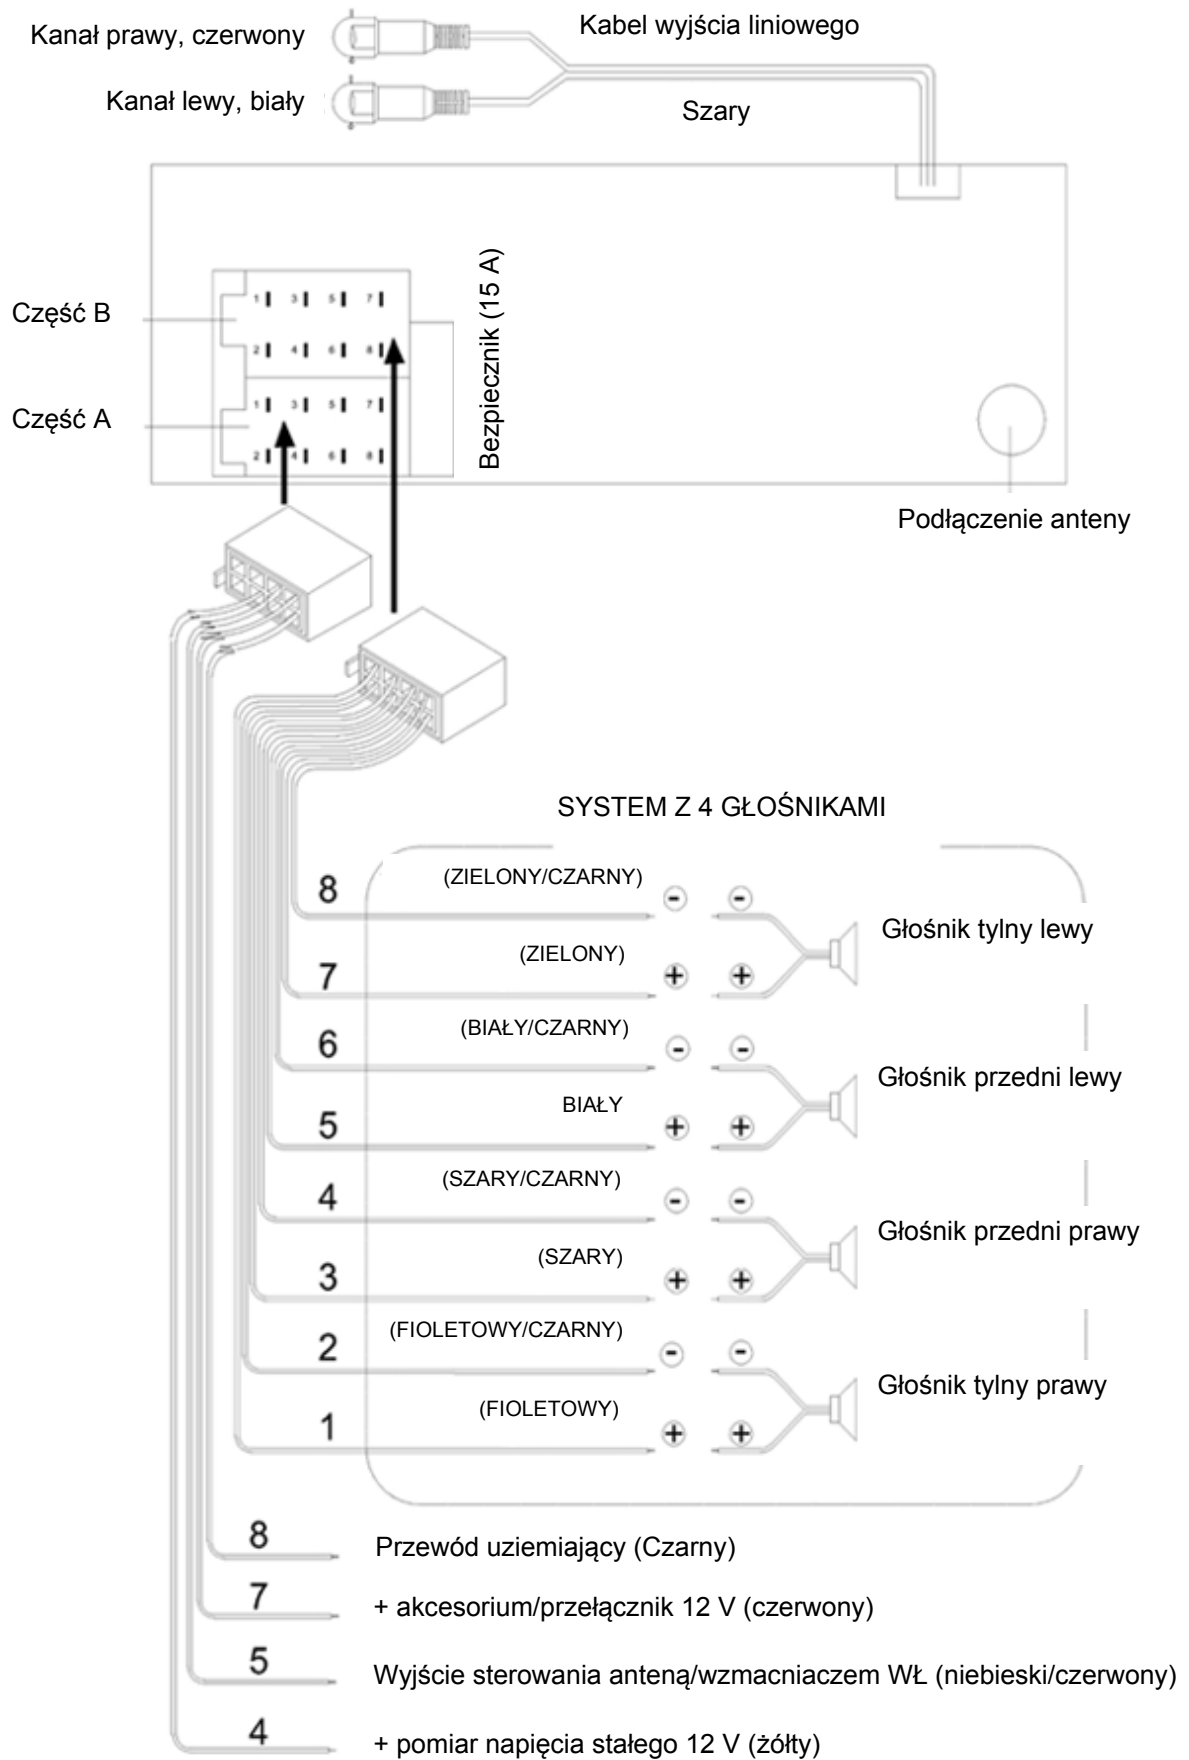 Kanał prawy, czerwony
Kabel wyjścia liniowego
Kanał lewy, biały
Szary
Bezpiecznik (15 A)
Część B
1 3 5 7
2 4 6 8
Część A
1 3 5 7
2 4 6 8
Podłączenie anteny
SYSTEM Z 4 GŁOŚNIKAMI
8 (ZIELONY/CZARNY) - -
Głośnik tylny lewy
7 (ZIELONY) + +
6 (BIAŁY/CZARNY) - -
Głośnik przedni lewy
5 BIAŁY + +
4 (SZARY/CZARNY) - -
Głośnik przedni prawy
3 (SZARY) + +
2 (FIOLETOWY/CZARNY) - -
Głośnik tylny prawy
1 (FIOLETOWY) + +
8 Przewód uziemiający (Czarny)
7 + akcesorium/przełącznik 12 V (czerwony)
5 Wyjście sterowania anteną/wzmacniaczem WŁ (niebieski/czerwony)
4 + pomiar napięcia stałego 12 V (żółty)